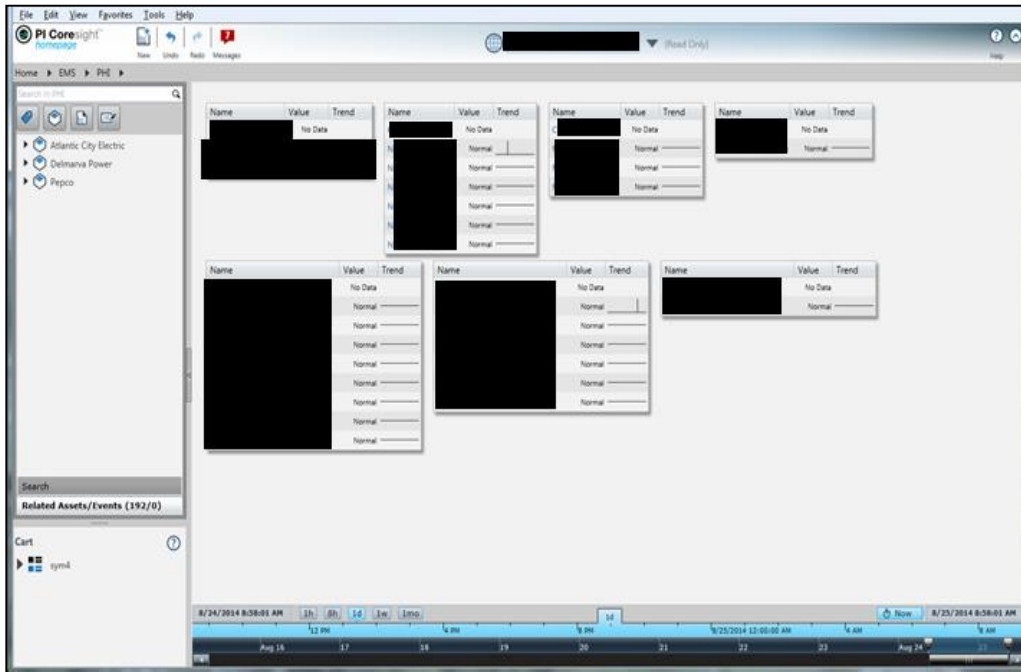 File Edit View Favorites Tools Help
PI Coresight™
homepage
New Undo Redo Messages
(Read Only)
Help
Home EMS PHI
Search in PHI
Atlantic City Electric
Delmarva Power
Pepco
Name Value Trend
No Data
Name Value Trend
No Data
Normal
Normal
Normal
Normal
Normal
Normal
Name Value Trend
No Data
Normal
Normal
Normal
Name Value Trend
No Data
Normal
Name Value Trend
No Data
Normal
Normal
Normal
Normal
Normal
Normal
Normal
Normal
Name Value Trend
No Data
Normal
Normal
Normal
Normal
Normal
Normal
Name Value Trend
No Data
Normal
Search
Related Assets/Events (192/0)
Cart
sym4
8/24/2014 8:58:01 AM 1h 8h 1d 1w 1mo 1d Now 8/25/2014 8:58:01 AM
12 PM 4 PM 8 PM 8/25/2014 12:00:00 AM 4 AM 8 AM
Aug 16 17 18 19 20 21 22 23 Aug 24